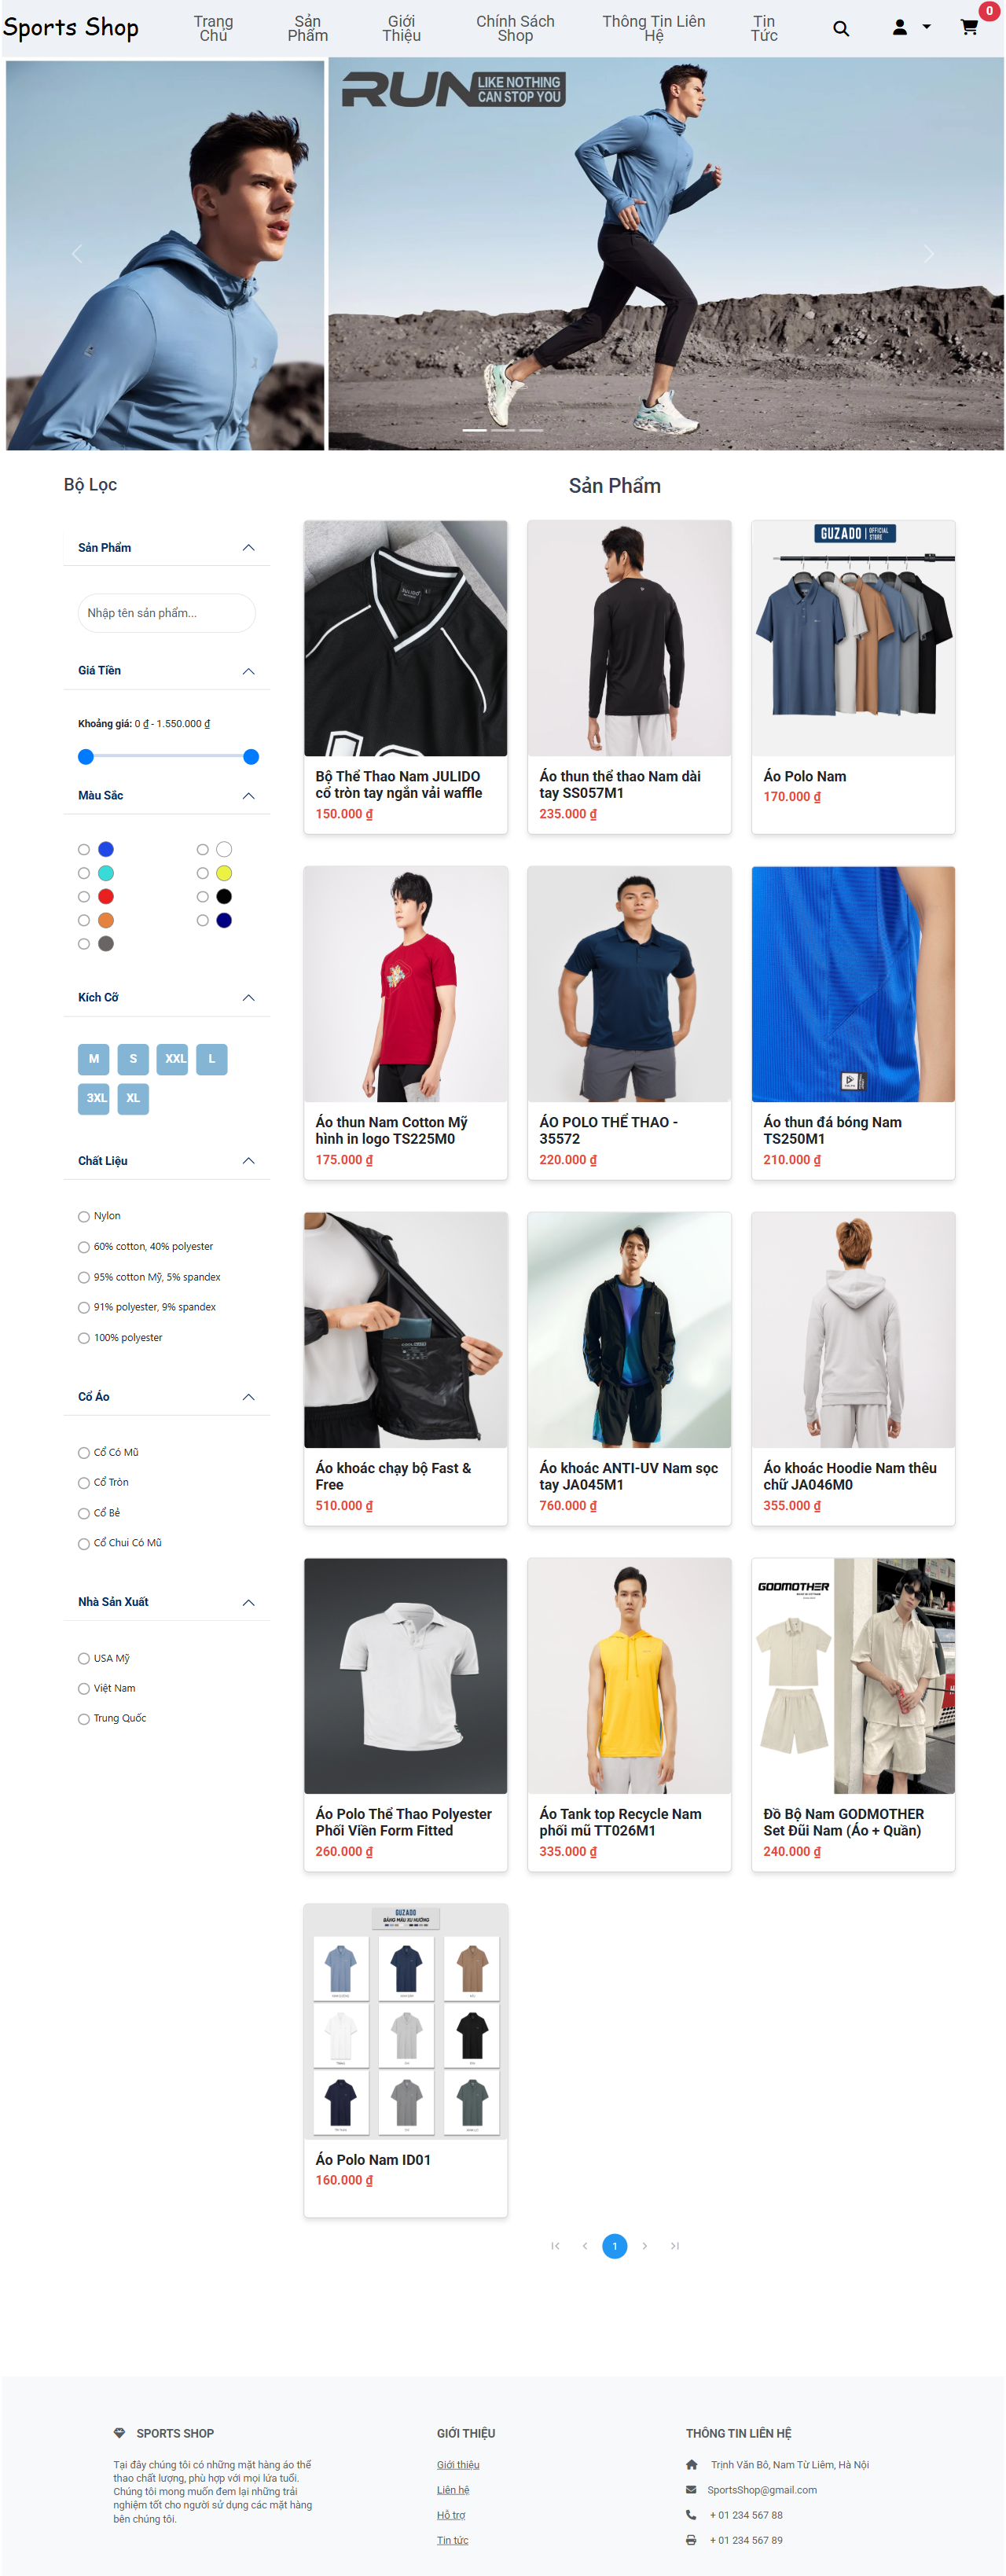 Sports Shop
Trang
Chủ
Sản
Phẩm
Giới
Thiệu
Chính Sách
Shop
Thông Tin Liên
Hệ
Tin
Tức
0
RUN
LIKE NOTHING
CAN STOP YOU
Bộ Lọc
Sản Phẩm
Nhập tên sản phẩm...
Giá Tiền
Khoảng giá: 0 ₫ - 1.550.000 ₫
Màu Sắc
Kích Cỡ
M S XXL L
3XL XL
Chất Liệu
Nylon
60% cotton, 40% polyester
95% cotton Mỹ, 5% spandex
91% polyester, 9% spandex
100% polyester
Cổ Áo
Cổ Có Mũ
Cổ Tròn
Cổ Bẻ
Cổ Chui Có Mũ
Nhà Sản Xuất
USA Mỹ
Việt Nam
Trung Quốc
Sản Phẩm
Bộ Thể Thao Nam JULIDO
cổ tròn tay ngắn vải waffle
150.000 ₫
Áo thun thể thao Nam dài
tay SS057M1
235.000 ₫
GUZADO OFFICIAL
STORE
Áo Polo Nam
170.000 ₫
Áo thun Nam Cotton Mỹ
hình in logo TS225M0
175.000 ₫
ÁO POLO THỂ THAO -
35572
220.000 ₫
Áo thun đá bóng Nam
TS250M1
210.000 ₫
Áo khoác chạy bộ Fast &
Free
510.000 ₫
Áo khoác ANTI-UV Nam sọc
tay JA045M1
760.000 ₫
Áo khoác Hoodie Nam thêu
chữ JA046M0
355.000 ₫
Áo Polo Thể Thao Polyester
Phối Viền Form Fitted
260.000 ₫
Áo Tank top Recycle Nam
phối mũ TT026M1
335.000 ₫
GODMOTHER
Đồ Bộ Nam GODMOTHER
Set Đũi Nam (Áo + Quần)
240.000 ₫
GUZADO
BẢNG MÀU XU HƯỚNG
Áo Polo Nam ID01
160.000 ₫
1
SPORTS SHOP
Tại đây chúng tôi có những mặt hàng áo thể
thao chất lượng, phù hợp với mọi lứa tuổi.
Chúng tôi mong muốn đem lại những trải
nghiệm tốt cho người sử dụng các mặt hàng
bên chúng tôi.
GIỚI THIỆU
Giới thiệu
Liên hệ
Hỗ trợ
Tin tức
THÔNG TIN LIÊN HỆ
Trịnh Văn Bô, Nam Từ Liêm, Hà Nội
SportsShop@gmail.com
+ 01 234 567 88
+ 01 234 567 89